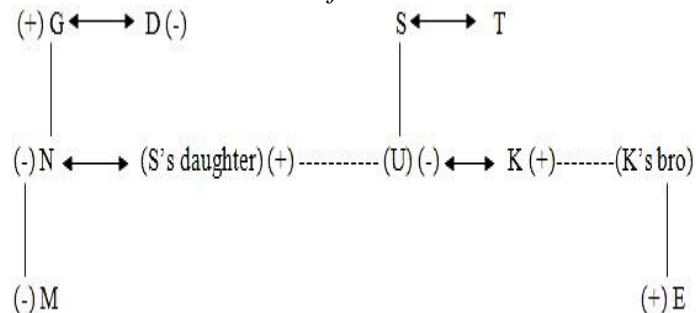 (+) G D (-) S T
(-) N (S's daughter) (+) (U) (-) K (+) (K's bro)
(-) M (+) E